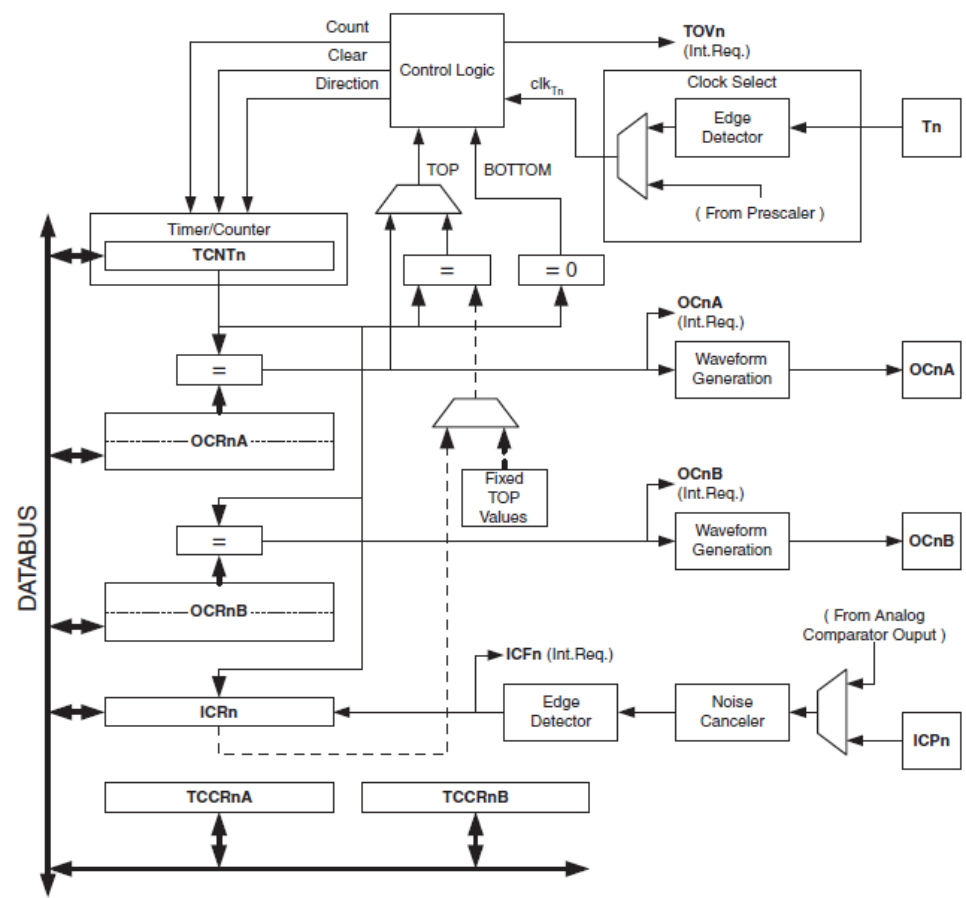 Count
Clear
Direction
Control Logic
TOVn
(Int.Req.)
clkTn
Clock Select
Edge
Detector
Tn
( From Prescaler )
TOP
BOTTOM
Timer/Counter
TCNTn
=
= 0
OCnA
(Int.Req.)
=
Waveform
Generation
OCnA
OCRnA
Fixed
TOP
Values
OCnB
(Int.Req.)
=
Waveform
Generation
OCnB
OCRnB
DATABUS
( From Analog
Comparator Ouput )
ICFn (Int.Req.)
ICRn
Edge
Detector
Noise
Canceler
ICPn
TCCRnA
TCCRnB